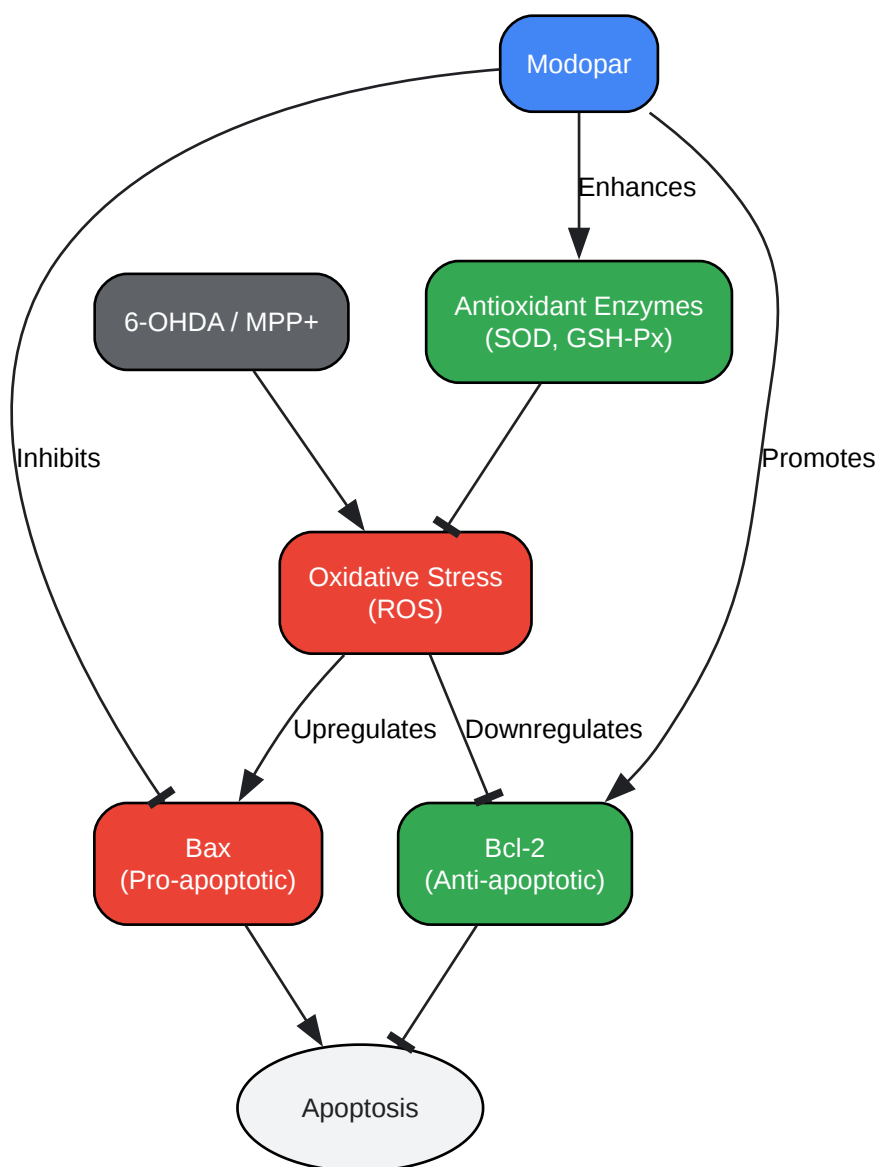 Modopar
Enhances
6-OHDA / MPP+
Antioxidant Enzymes
(SOD, GSH-Px)
Inhibits
Promotes
Oxidative Stress
(ROS)
Upregulates
Downregulates
Bax
(Pro-apoptotic)
Bcl-2
(Anti-apoptotic)
Apoptosis